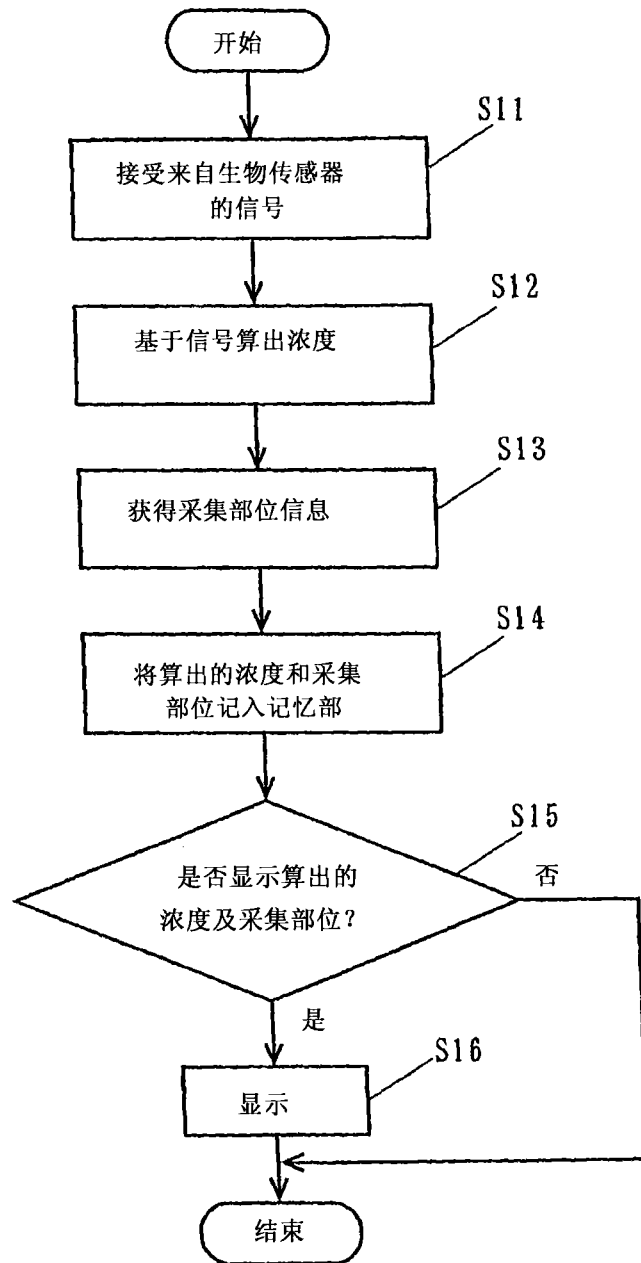 开始
S11
接受来自生物传感器
的信号
S12
基于信号算出浓度
S13
获得采集部位信息
S14
将算出的浓度和采集
部位记入记忆部
S15
是否显示算出的
浓度及采集部位?
否
是
S16
显示
结束